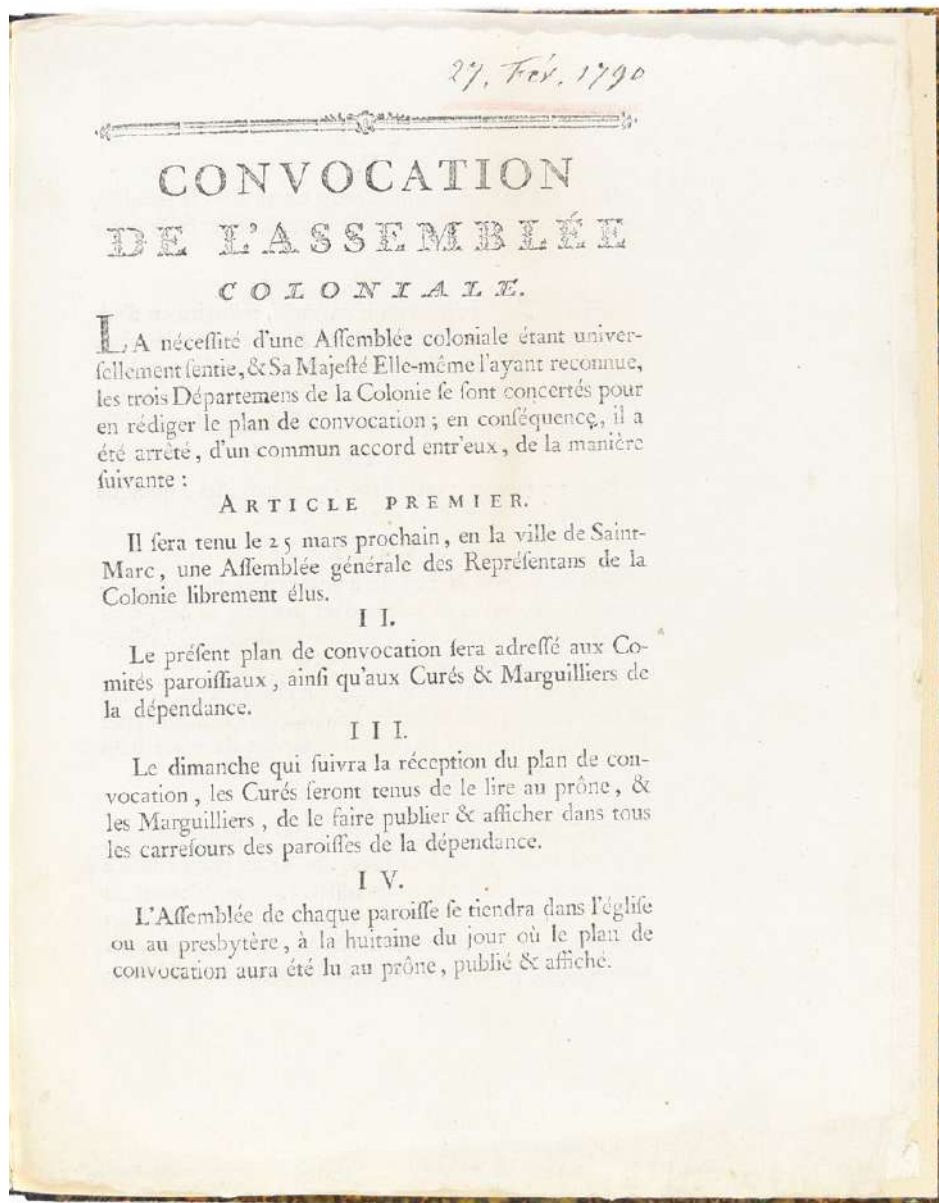 27. Fév. 1790
CONVOCATION
DE L'ASSEMBLÉE
COLONIALE.
LA néceſſité d'une Aſſemblée coloniale étant univer-
ſellement ſentie, & Sa Majeſté Elle-même l'ayant reconnue,
les trois Départemens de la Colonie ſe ſont concertés pour
en rédiger le plan de convocation ; en conſéquence, il a
été arrêté, d'un commun accord entr'eux, de la manière
ſuivante :
ARTICLE PREMIER.
Il ſera tenu le 25 mars prochain, en la ville de Saint-
Marc, une Aſſemblée générale des Repréſentans de la
Colonie librement élus.
II.
Le préſent plan de convocation ſera adreſſé aux Co-
mités paroiſſiaux, ainſi qu'aux Curés & Marguilliers de
la dépendance.
III.
Le dimanche qui ſuivra la réception du plan de con-
vocation, les Curés ſeront tenus de le lire au prône, &
les Marguilliers, de le faire publier & afficher dans tous
les carrefours des paroiſſes de la dépendance.
IV.
L'Aſſemblée de chaque paroiſſe ſe tiendra dans l'égliſe
ou au presbytère, à la huitaine du jour où le plan de
convocation aura été lu au prône, publié & affiché.